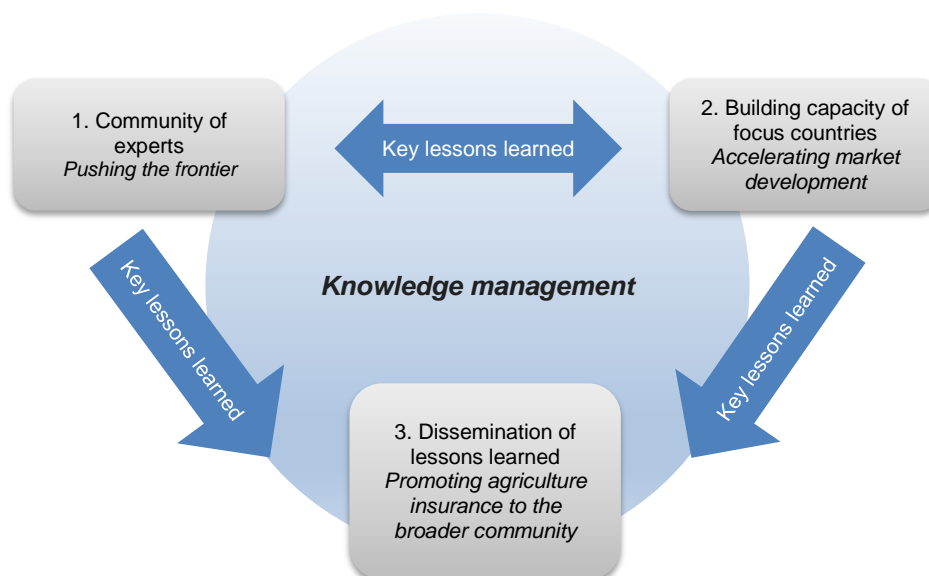 1. Community of
experts
Pushing the frontier
Key lessons learned
2. Building capacity of
focus countries
Accelerating market
development
Key lessons learned
Knowledge management
Key lessons learned
3. Dissemination of
lessons learned
Promoting agriculture
insurance to the
broader community